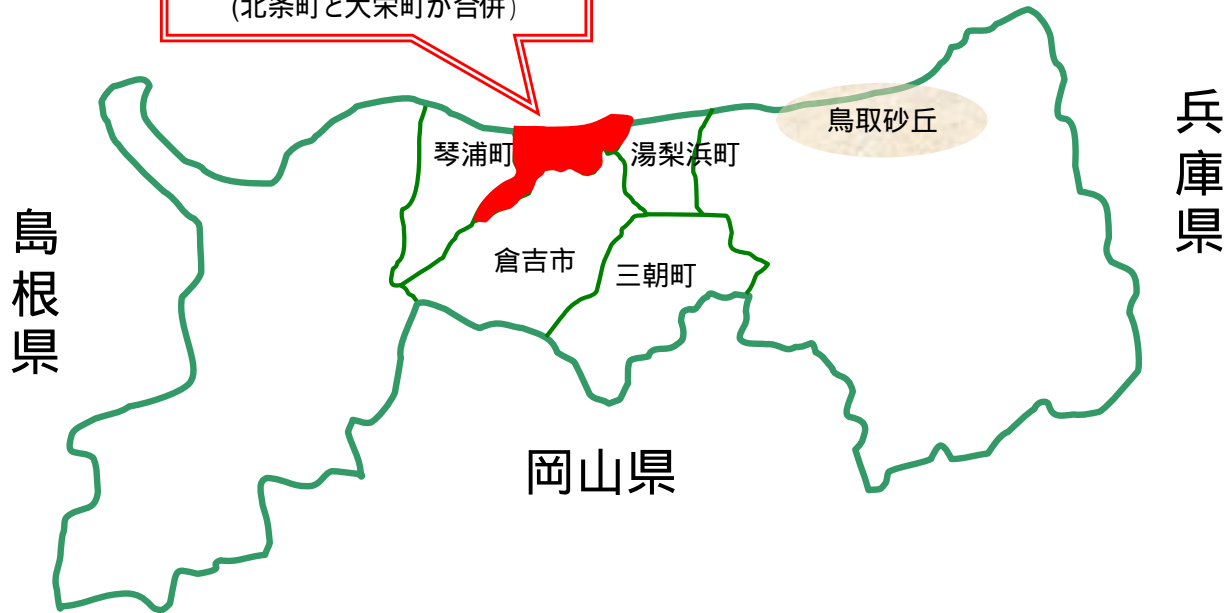 (北条町と大栄町が合併)
鳥取砂丘
琴浦町
湯梨浜町
倉吉市
三朝町
兵庫県
島根県
岡山県